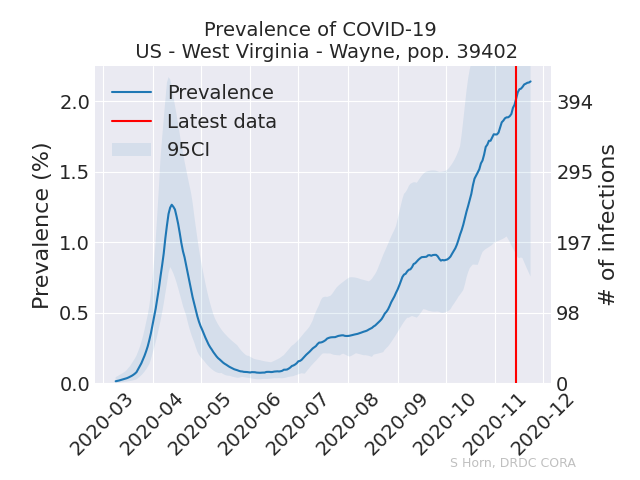 Prevalence of COVID-19
US - West Virginia - Wayne, pop. 39402
Prevalence
Latest data
95CI
Prevalence (%)
2.0
1.5
1.0
0.5
0.0
394
295
197
98
0
# of infections
2020-03
2020-04
2020-05
2020-06
2020-07
2020-08
2020-09
2020-10
2020-11
2020-12
S Horn, DRDC CORA